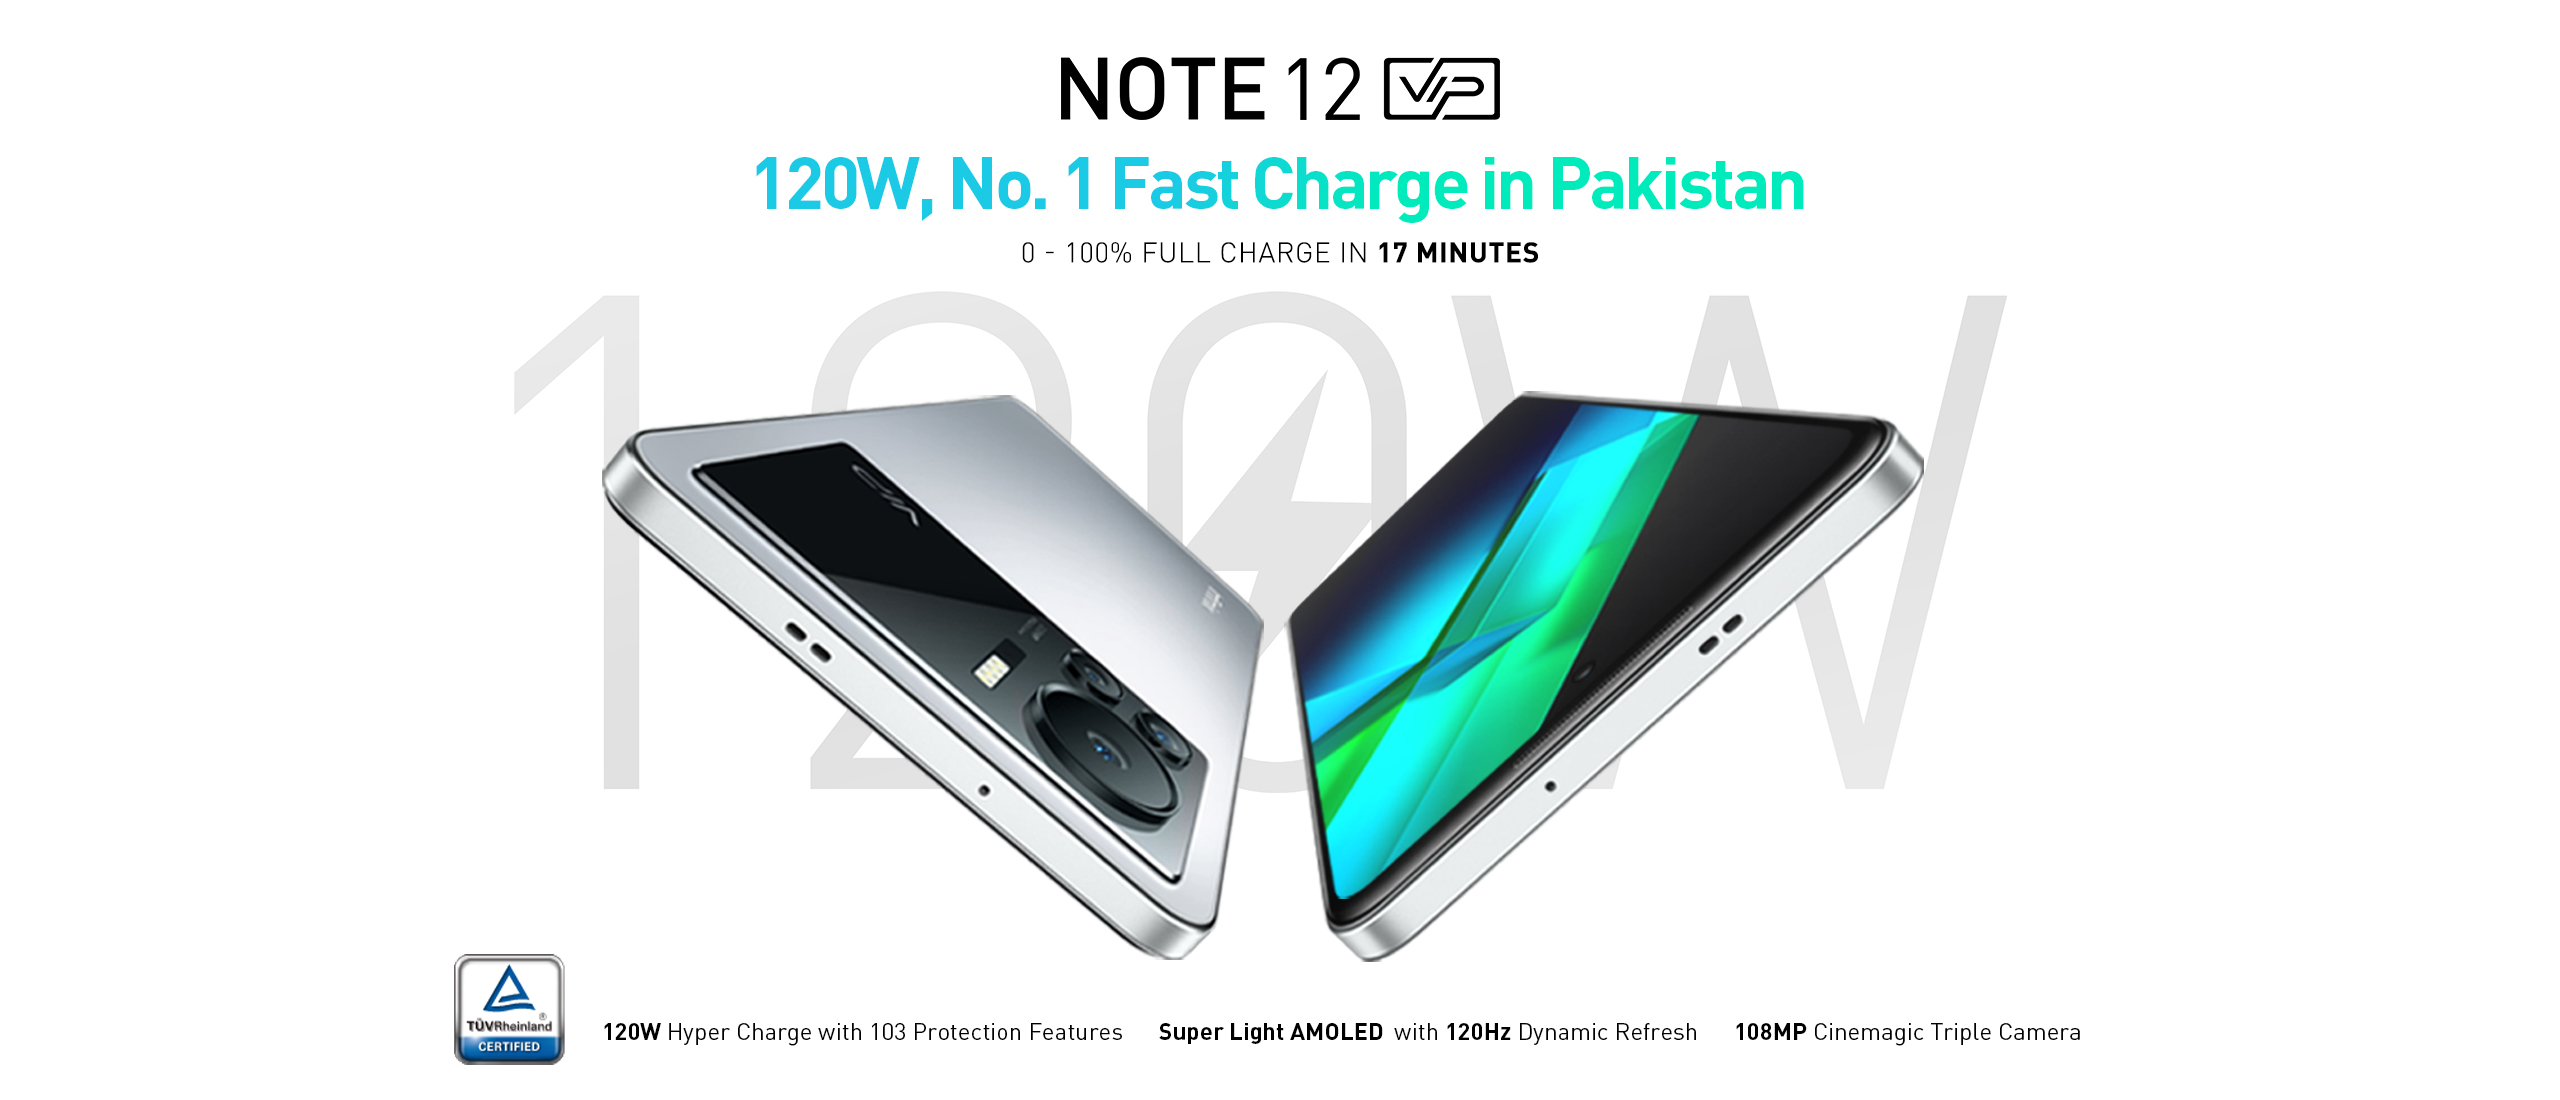 NOTE 12 VIP
120W, No. 1 Fast Charge in Pakistan
0 - 100% FULL CHARGE IN 17 MINUTES
120W
TÜVRheinland®
CERTIFIED
120W Hyper Charge with 103 Protection Features Super Light AMOLED with 120Hz Dynamic Refresh 108MP Cinemagic Triple Camera